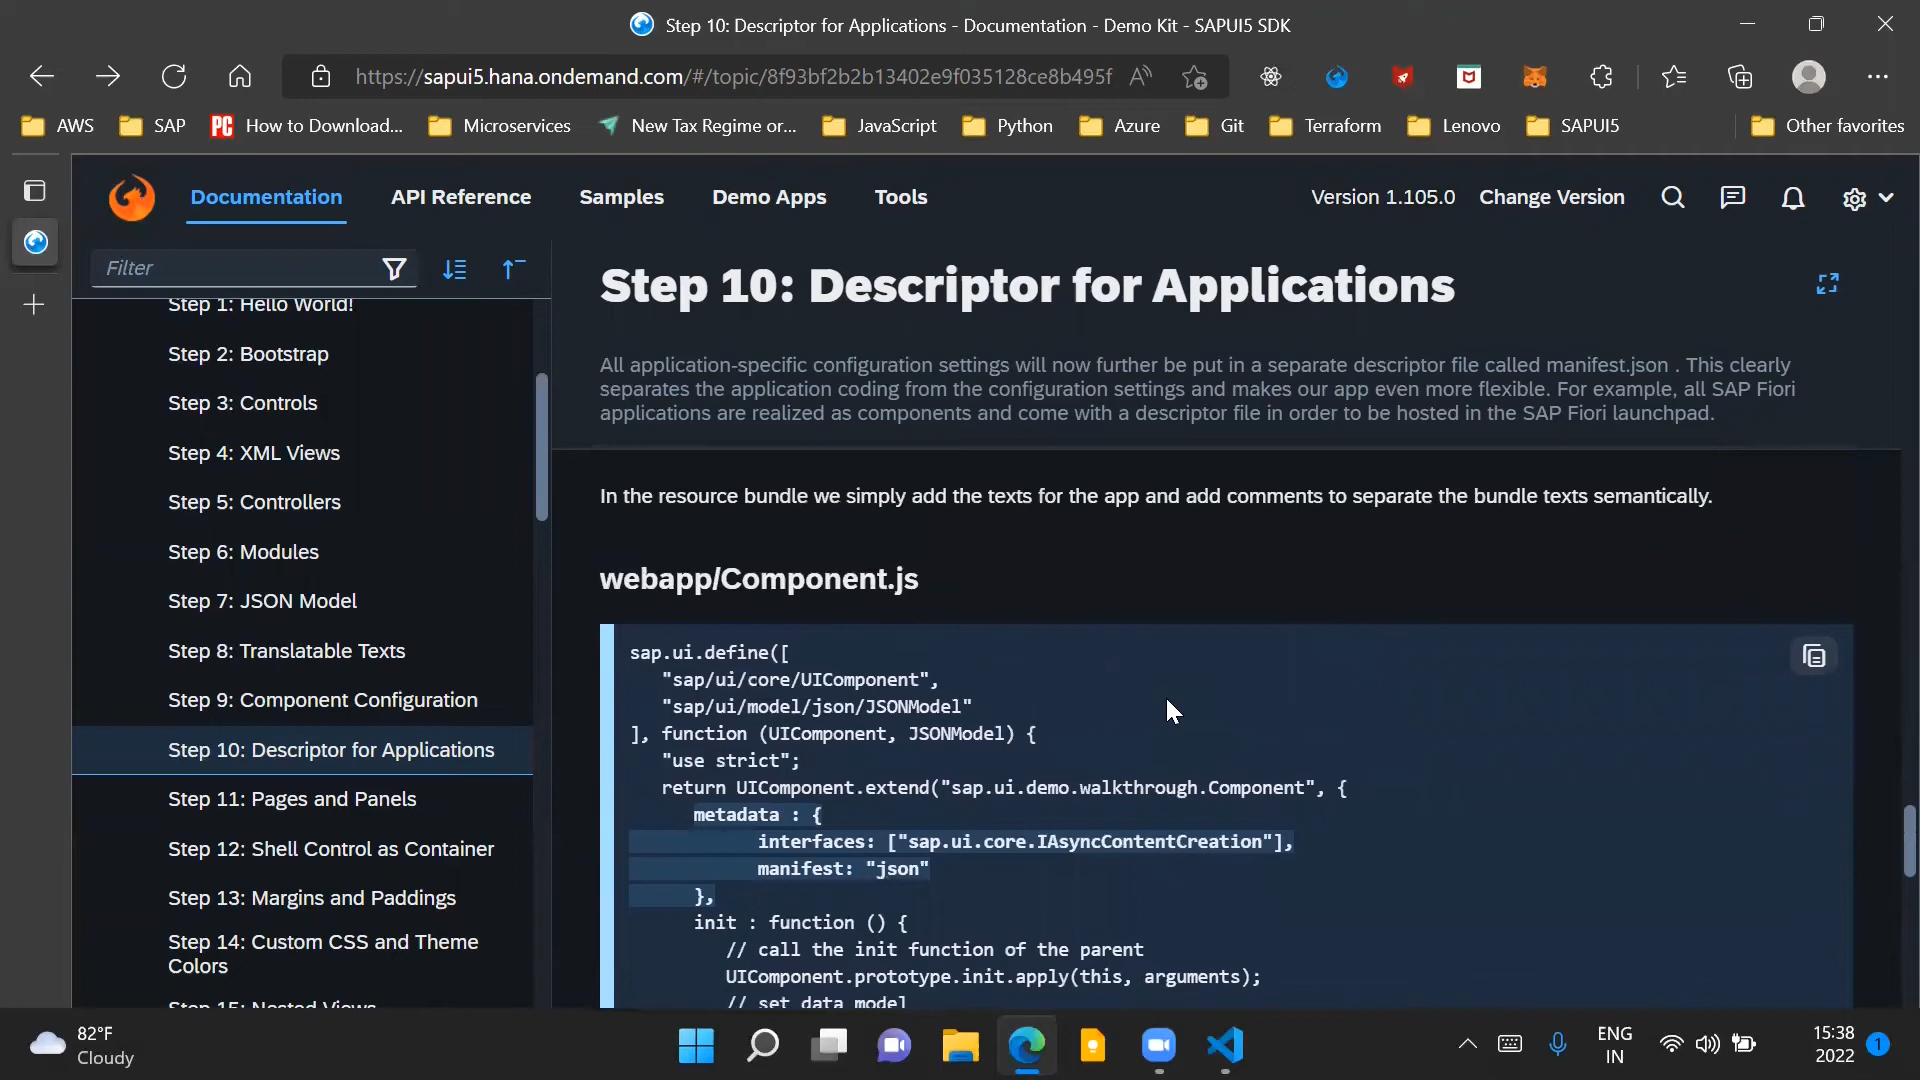 Step 10: Descriptor for Applications - Documentation - Demo Kit - SAPUI5 SDK
https://sapui5.hana.ondemand.com/#/topic/8f93bf2b2b13402e9f035128ce8b495f
AWS SAP How to Download... Microservices New Tax Regime or... JavaScript Python Azure Git Terraform Lenovo SAPUI5 Other favorites
Documentation API Reference Samples Demo Apps Tools Version 1.105.0 Change Version
Filter
Step 1: Hello World!
Step 2: Bootstrap
Step 3: Controls
Step 4: XML Views
Step 5: Controllers
Step 6: Modules
Step 7: JSON Model
Step 8: Translatable Texts
Step 9: Component Configuration
Step 10: Descriptor for Applications
Step 11: Pages and Panels
Step 12: Shell Control as Container
Step 13: Margins and Paddings
Step 14: Custom CSS and Theme
Colors
Step 15: Nested Views
Step 10: Descriptor for Applications
All application-specific configuration settings will now further be put in a separate descriptor file called manifest.json . This clearly
separates the application coding from the configuration settings and makes our app even more flexible. For example, all SAP Fiori
applications are realized as components and come with a descriptor file in order to be hosted in the SAP Fiori launchpad.
In the resource bundle we simply add the texts for the app and add comments to separate the bundle texts semantically.
webapp/Component.js
sap.ui.define([
"sap/ui/core/UIComponent",
"sap/ui/model/json/JSONModel"
], function (UIComponent, JSONModel) {
"use strict";
return UIComponent.extend("sap.ui.demo.walkthrough.Component", {
metadata : {
interfaces: ["sap.ui.core.IAsyncContentCreation"],
manifest: "json"
},
init : function () {
// call the init function of the parent
UIComponent.prototype.init.apply(this, arguments);
// set data model
82°F
Cloudy
ENG
IN
15:38
2022
1